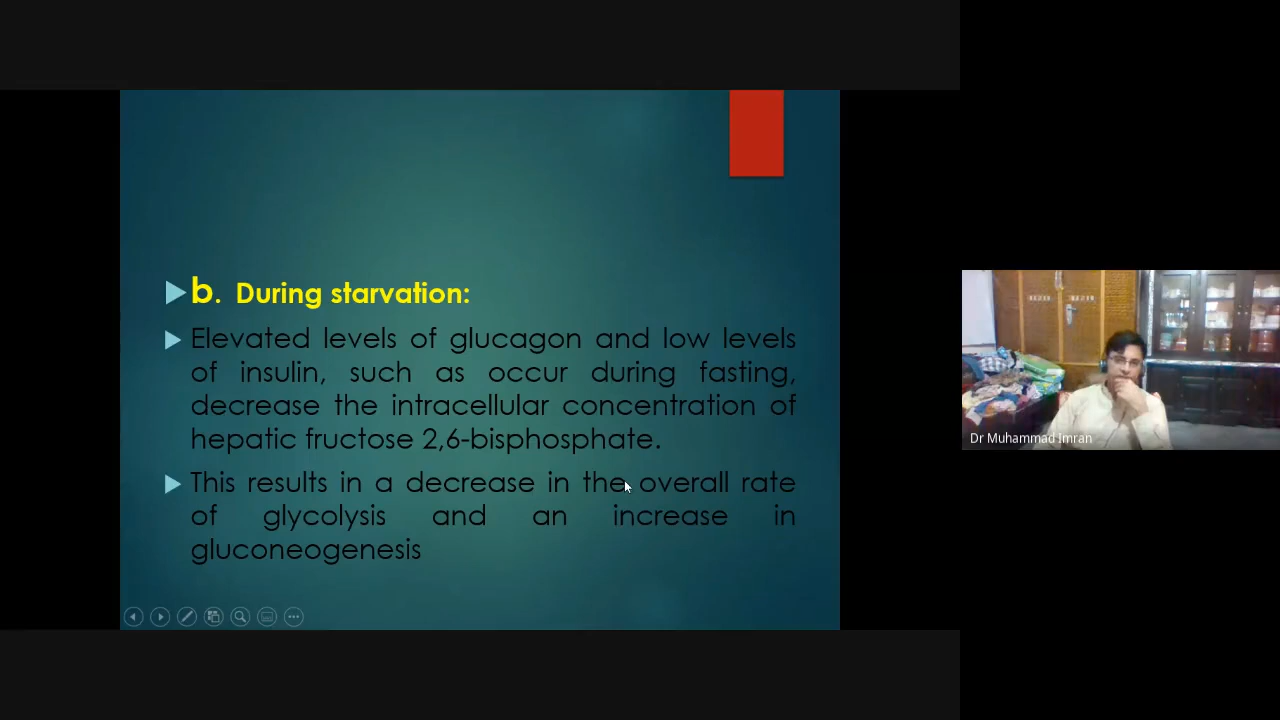 b. During starvation:
Elevated levels of glucagon and low levels
of insulin, such as occur during fasting,
decrease the intracellular concentration of
hepatic fructose 2,6-bisphosphate.
This results in a decrease in the overall rate
of glycolysis and an increase in
gluconeogenesis
Dr Muhammad Imran